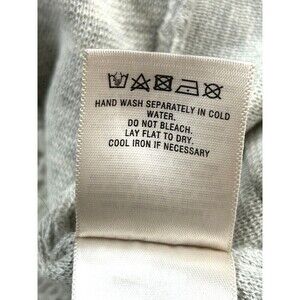 HAND WASH SEPARATELY IN COLD
WATER.
DO NOT BLEACH.
LAY FLAT TO DRY.
COOL IRON IF NECESSARY